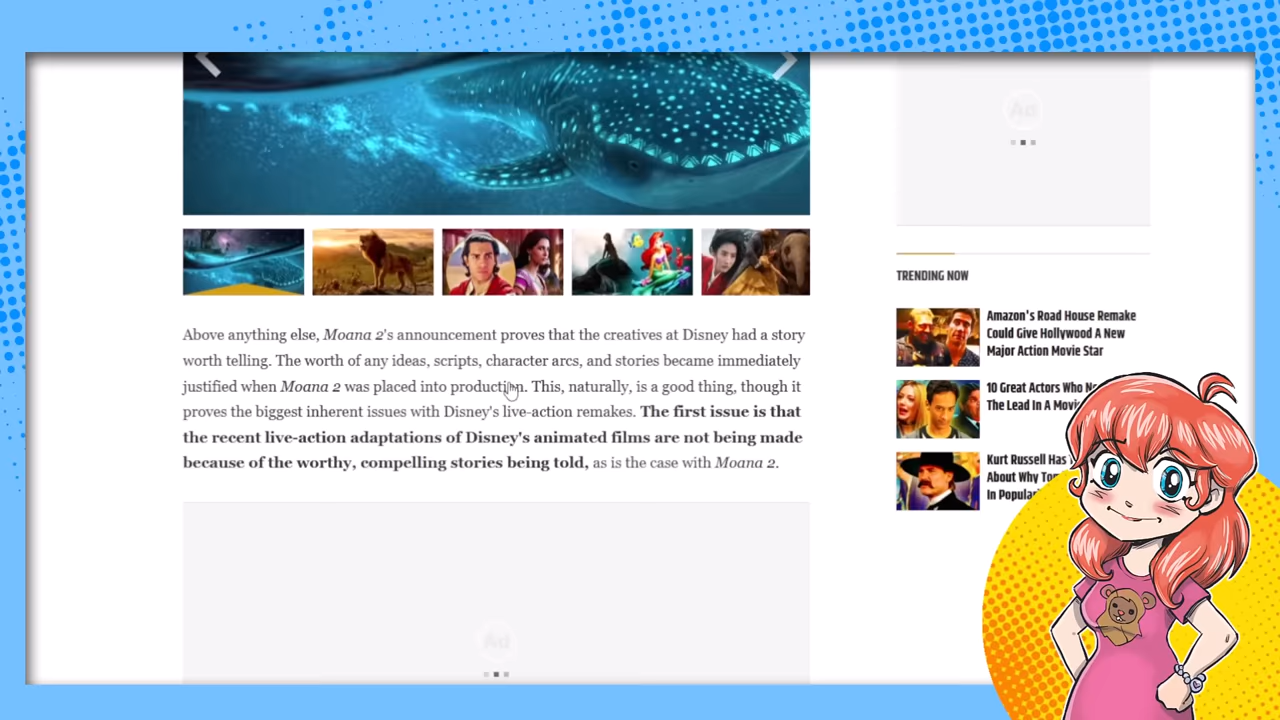 Ad
Above anything else, Moana 2's announcement proves that the creatives at Disney had a story
worth telling. The worth of any ideas, scripts, character arcs, and stories became immediately
justified when Moana 2 was placed into production. This, naturally, is a good thing, though it
proves the biggest inherent issues with Disney's live-action remakes. The first issue is that
the recent live-action adaptations of Disney's animated films are not being made
because of the worthy, compelling stories being told, as is the case with Moana 2.
Ad
TRENDING NOW
Amazon's Road House Remake
Could Give Hollywood A New
Major Action Movie Star
10 Great Actors Who
The Lead In A
Kurt Russell Has
About Why
In